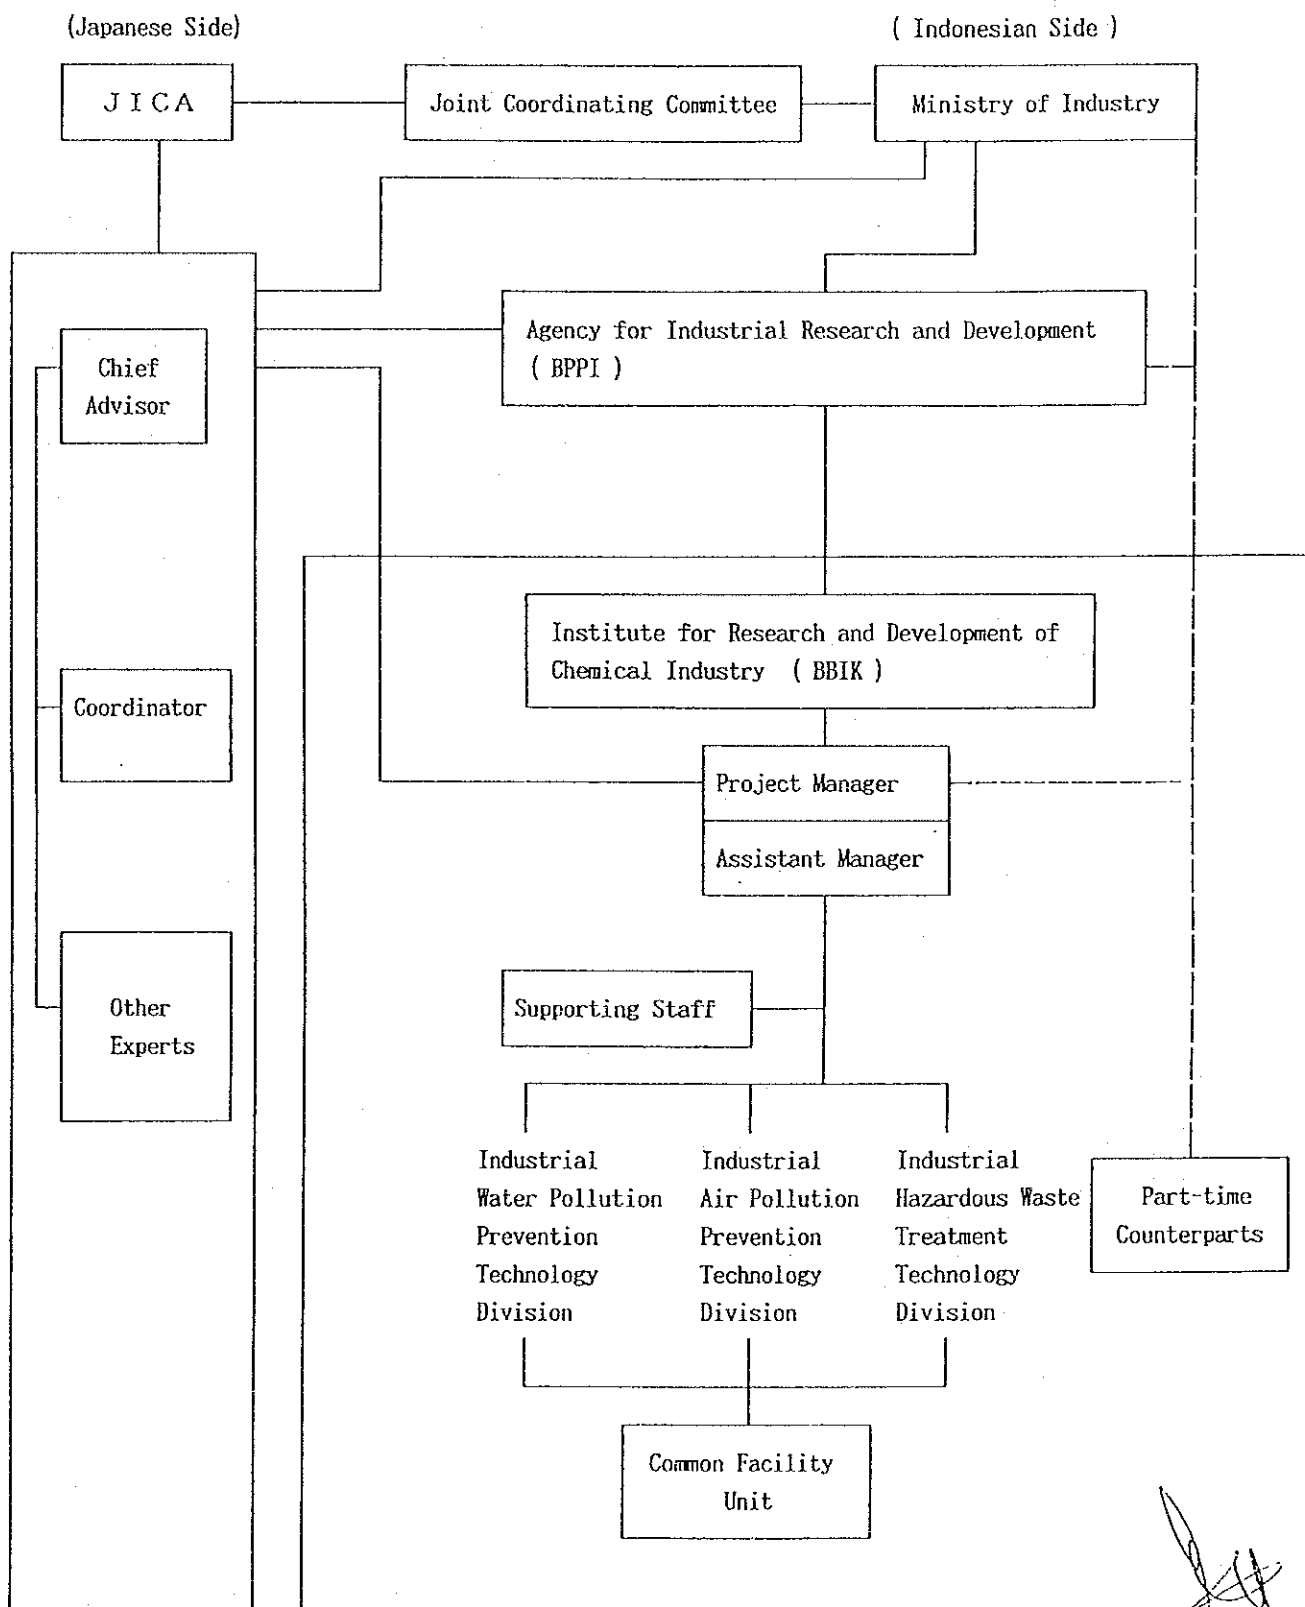 (Japanese Side)
( Indonesian Side )
JICA
Joint Coordinating Committee
Ministry of Industry
Agency for Industrial Research and Development
( BPPI )
Chief
Advisor
Institute for Research and Development of
Chemical Industry ( BBIK )
Coordinator
Project Manager
Assistant Manager
Other
Experts
Supporting Staff
Industrial
Water Pollution
Prevention
Technology
Division
Industrial
Air Pollution
Prevention
Technology
Division
Industrial
Hazardous Waste
Treatment
Technology
Division
Part-time
Counterparts
Common Facility
Unit